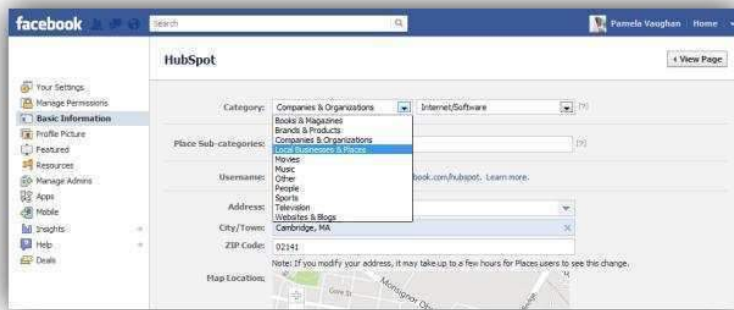 facebook Search Pamela Vaughan Home
HubSpot View Page
Your Settings
Manage Permissions
Basic Information
Profile Picture
Featured
Resources
Manage Admins
Apps
Mobile
Insights
Help
Deals
Category: Companies & Organizations Internet/Software [?]
Books & Magazines
Brands & Products
Companies & Organizations
Local Businesses & Places
Movies
Music
Other
People
Sports
Television
Websites & Blogs
Place Sub-categories: [?]
Username: book.com/hubspot. Learn more.
Address:
City/Town: Cambridge, MA
ZIP Code: 02141
Note: If you modify your address, it may take up to a few hours for Places users to see this change.
Map Location:
Gore St
Monsignor